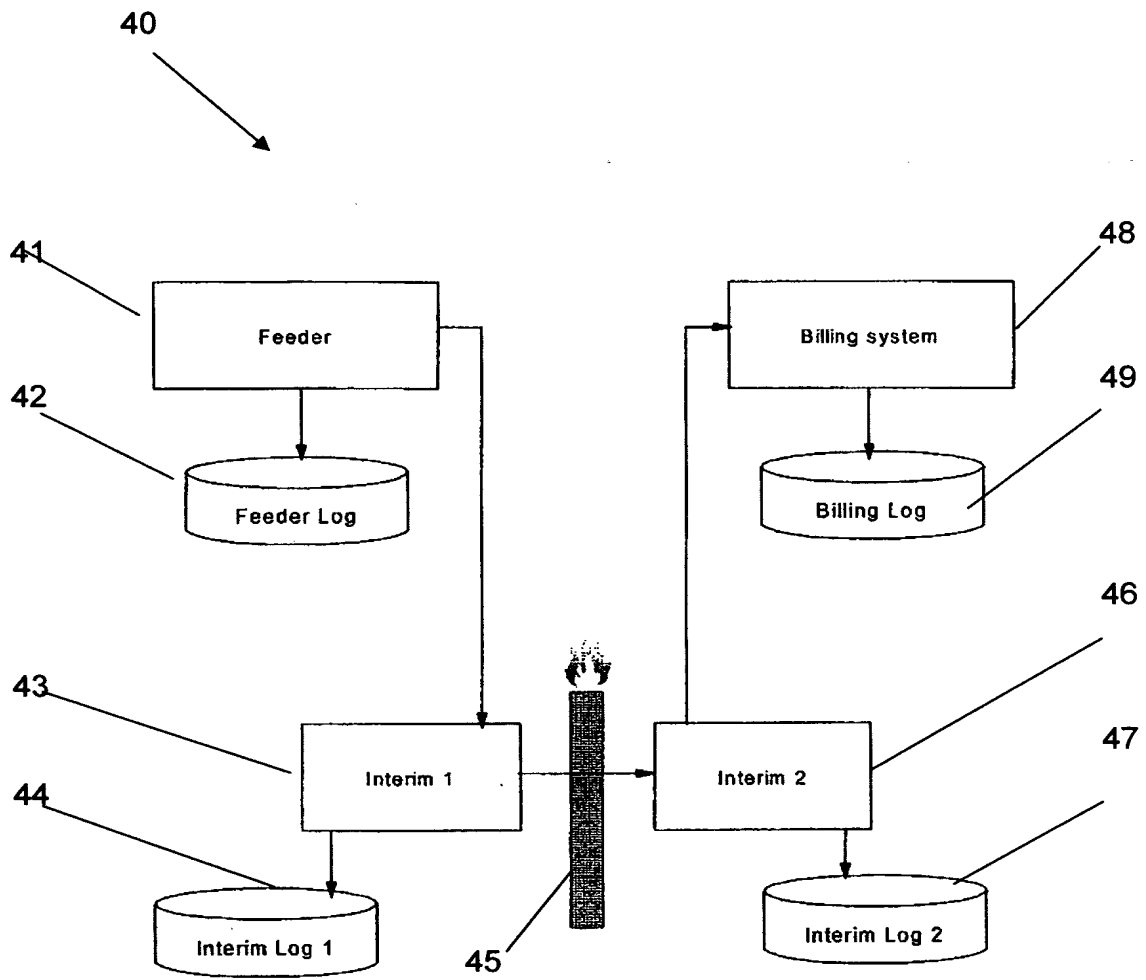 40
41
48
Feeder
Billing system
42
49
Feeder Log
Billing Log
46
43
47
Interim 1
Interim 2
44
Interim Log 1
Interim Log 2
45